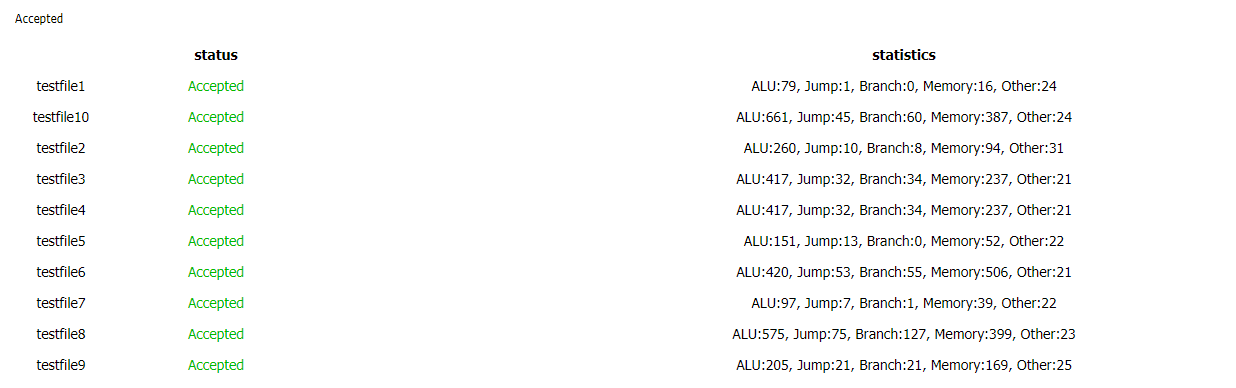 Accepted
status statistics
testfile1 Accepted ALU:79, Jump:1, Branch:0, Memory:16, Other:24
testfile10 Accepted ALU:661, Jump:45, Branch:60, Memory:387, Other:24
testfile2 Accepted ALU:260, Jump:10, Branch:8, Memory:94, Other:31
testfile3 Accepted ALU:417, Jump:32, Branch:34, Memory:237, Other:21
testfile4 Accepted ALU:417, Jump:32, Branch:34, Memory:237, Other:21
testfile5 Accepted ALU:151, Jump:13, Branch:0, Memory:52, Other:22
testfile6 Accepted ALU:420, Jump:53, Branch:55, Memory:506, Other:21
testfile7 Accepted ALU:97, Jump:7, Branch:1, Memory:39, Other:22
testfile8 Accepted ALU:575, Jump:75, Branch:127, Memory:399, Other:23
testfile9 Accepted ALU:205, Jump:21, Branch:21, Memory:169, Other:25